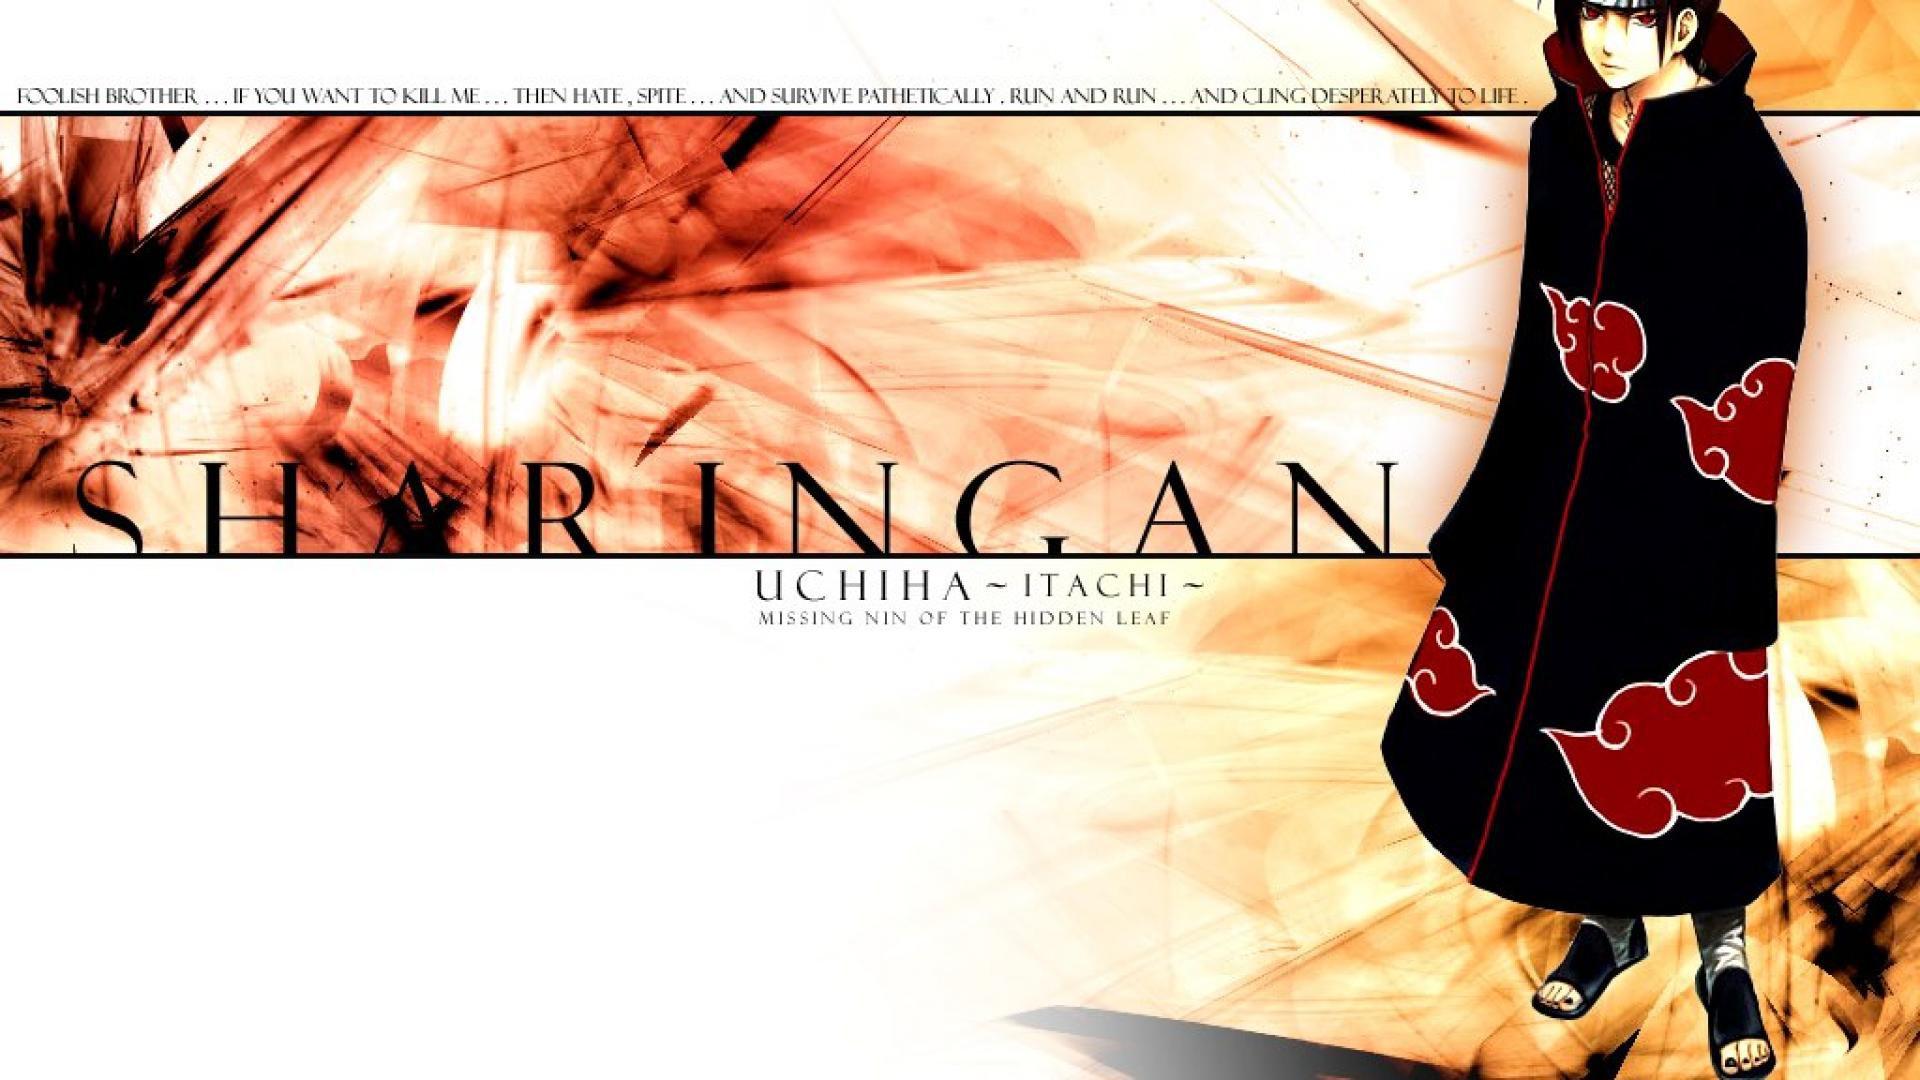 FOOLISH BROTHER ... IF YOU WANT TO KILL ME ... THEN HATE , SPITE ... AND SURVIVE PATHETICALLY . RUN AND RUN ... AND CLING DESPERATELY TO LIFE .
SHARINGAN
UCHIHA ~ ITACHI ~
MISSING NIN OF THE HIDDEN LEAF